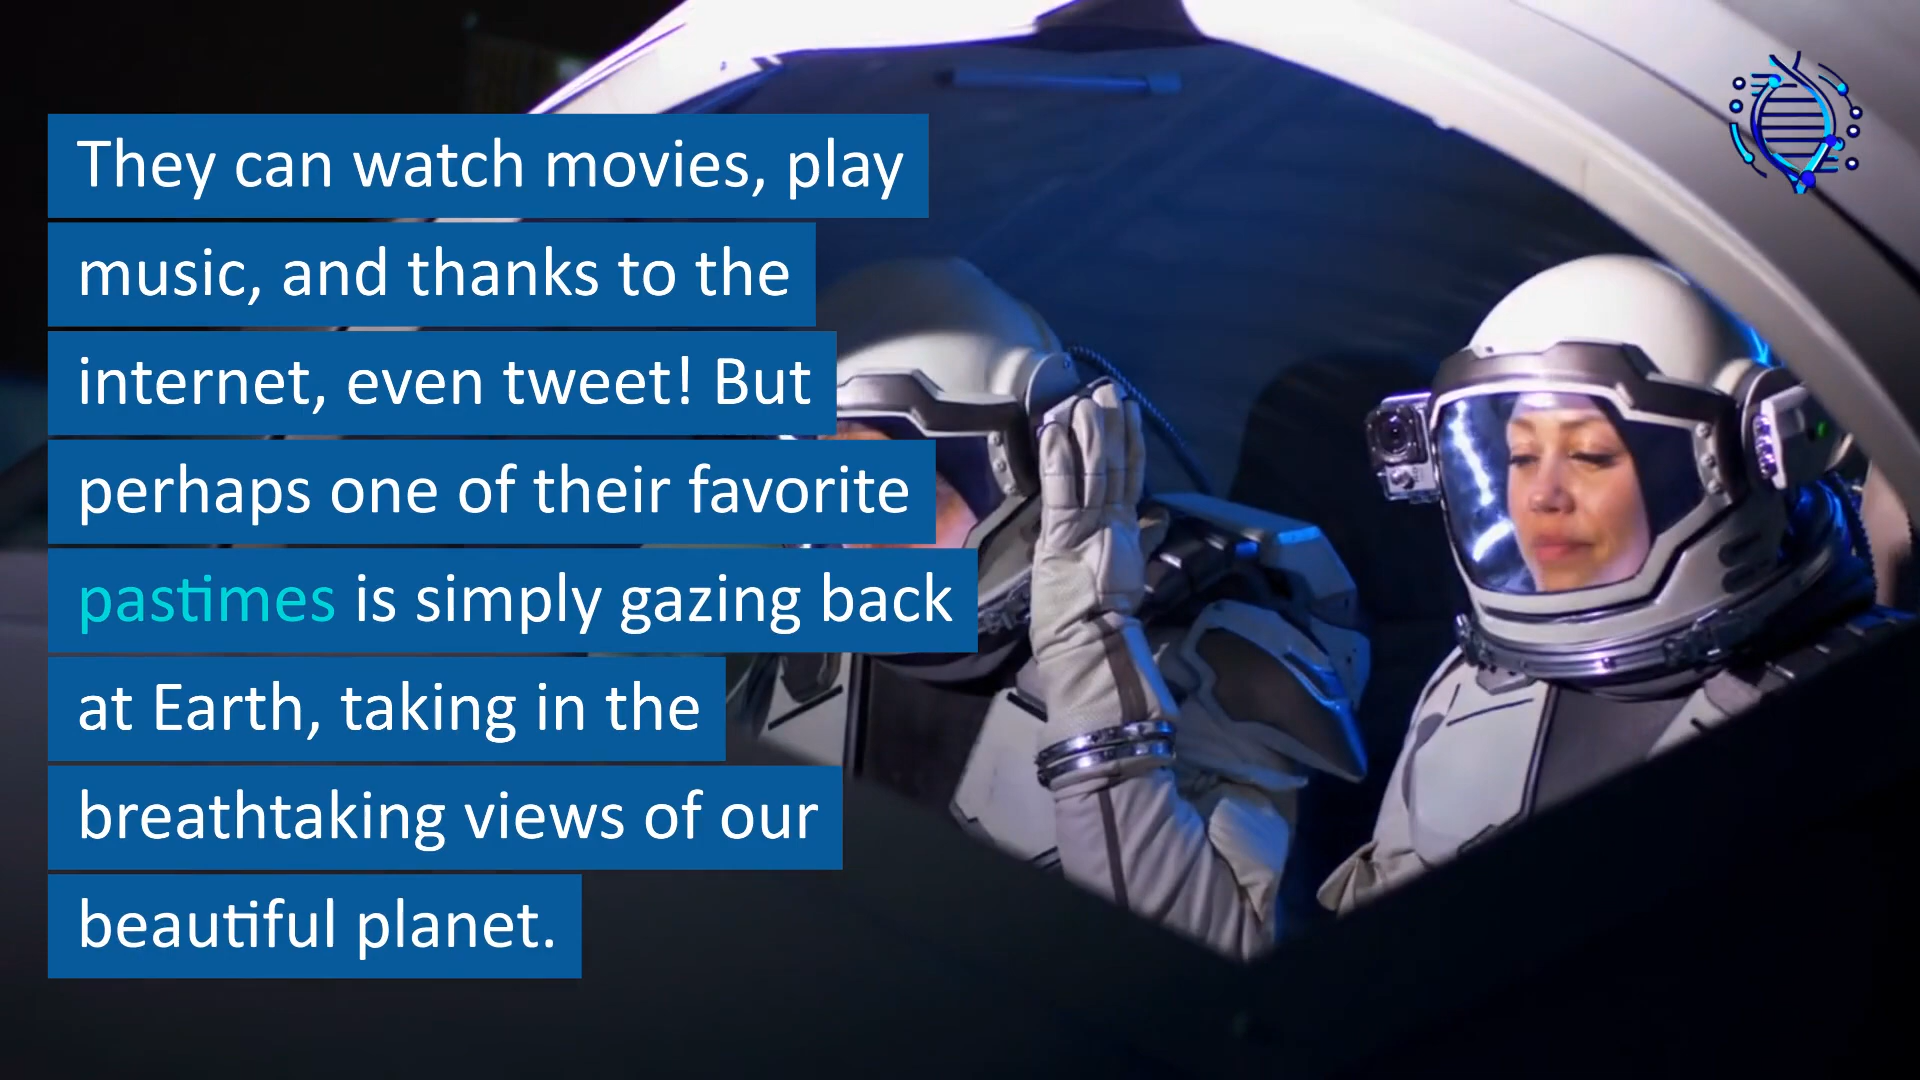 They can watch movies, play
music, and thanks to the
internet, even tweet! But
perhaps one of their favorite
pastimes is simply gazing back
at Earth, taking in the
breathtaking views of our
beautiful planet.